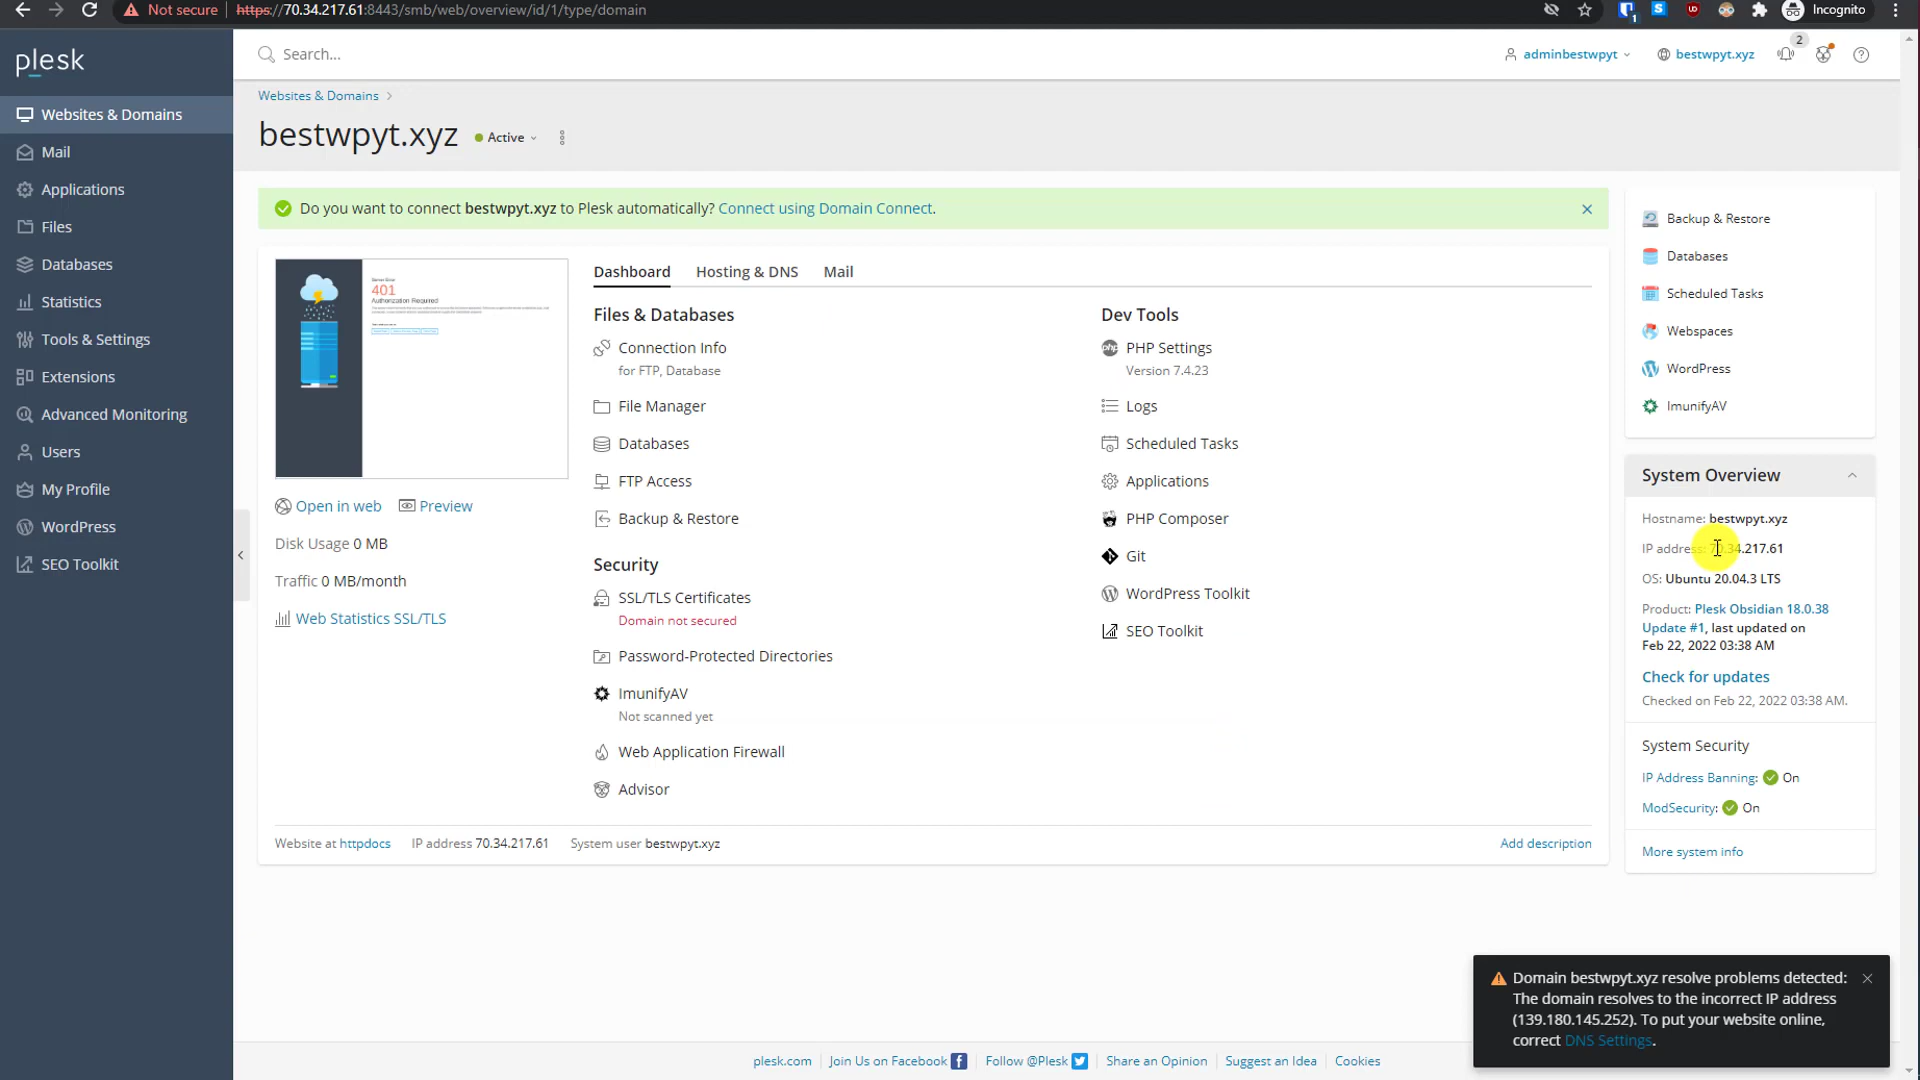 Not secure
https://70.34.217.61:8443/smb/web/overview/id/1/type/domain
1
S
Incognito
plesk
Search...
adminbestwpyt
bestwpyt.xyz
2
Websites & Domains
Mail
Applications
Files
Databases
Statistics
Tools & Settings
Extensions
Advanced Monitoring
Users
My Profile
WordPress
SEO Toolkit
Websites & Domains
bestwpyt.xyz
Active
Do you want to connect bestwpyt.xyz to Plesk automatically? Connect using Domain Connect.
401
Authorization Required
Open in web
Preview
Disk Usage 0 MB
Traffic 0 MB/month
Web Statistics SSL/TLS
Dashboard
Hosting & DNS
Mail
Files & Databases
Connection Info
for FTP, Database
File Manager
Databases
FTP Access
Backup & Restore
Security
SSL/TLS Certificates
Domain not secured
Password-Protected Directories
ImunifyAV
Not scanned yet
Web Application Firewall
Advisor
Dev Tools
php
PHP Settings
Version 7.4.23
Logs
Scheduled Tasks
Applications
PHP Composer
Git
WordPress Toolkit
SEO Toolkit
Website at httpdocs
IP address 70.34.217.61
System user bestwpyt.xyz
Add description
Backup & Restore
Databases
Scheduled Tasks
Webspaces
WordPress
ImunifyAV
System Overview
Hostname: bestwpyt.xyz
IP address: 70.34.217.61
OS: Ubuntu 20.04.3 LTS
Product: Plesk Obsidian 18.0.38
Update #1, last updated on
Feb 22, 2022 03:38 AM
Check for updates
Checked on Feb 22, 2022 03:38 AM.
System Security
IP Address Banning: On
ModSecurity: On
More system info
Domain bestwpyt.xyz resolve problems detected:
The domain resolves to the incorrect IP address
(139.180.145.252). To put your website online,
correct DNS Settings.
plesk.com
Join Us on Facebook
Follow @Plesk
Share an Opinion
Suggest an Idea
Cookies